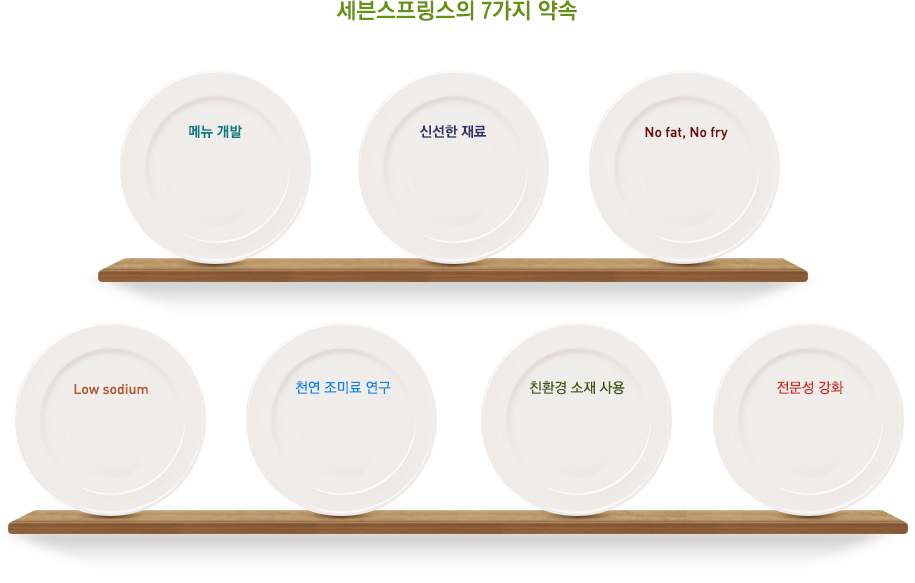 세븐스프링스의 7가지 약속
메뉴 개발
신선한 재료
No fat, No fry
Low sodium
천연 조미료 연구
친환경 소재 사용
전문성 강화